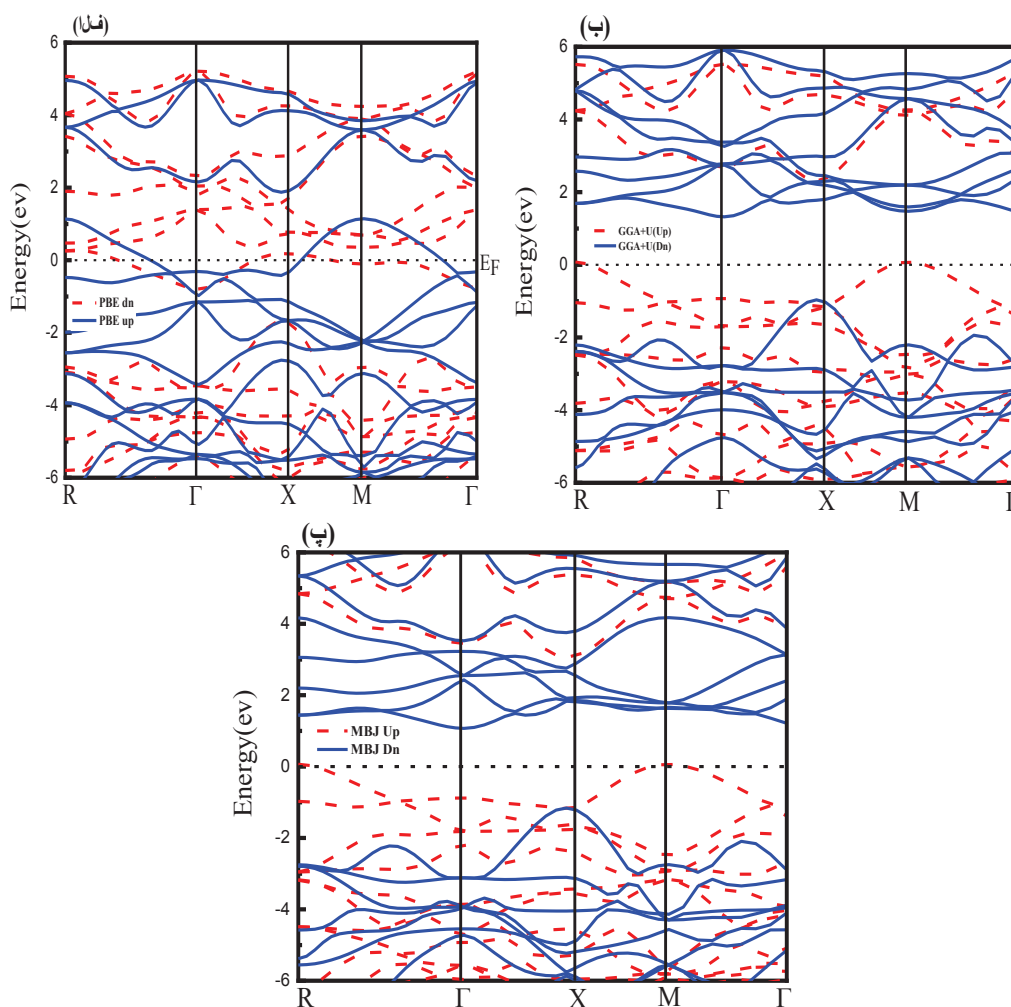 (الف)
6
4
2
0
-2
-4
-6
Energy(ev)
PBE dn
PBE up
E_F
R Γ X M Γ
(ب)
6
4
2
0
-2
-4
-6
Energy(ev)
GGA+U(Up)
GGA+U(Dn)
R Γ X M Γ
(پ)
6
4
2
0
-2
-4
-6
Energy(ev)
MBJ Up
MBJ Dn
R Γ X M Γ